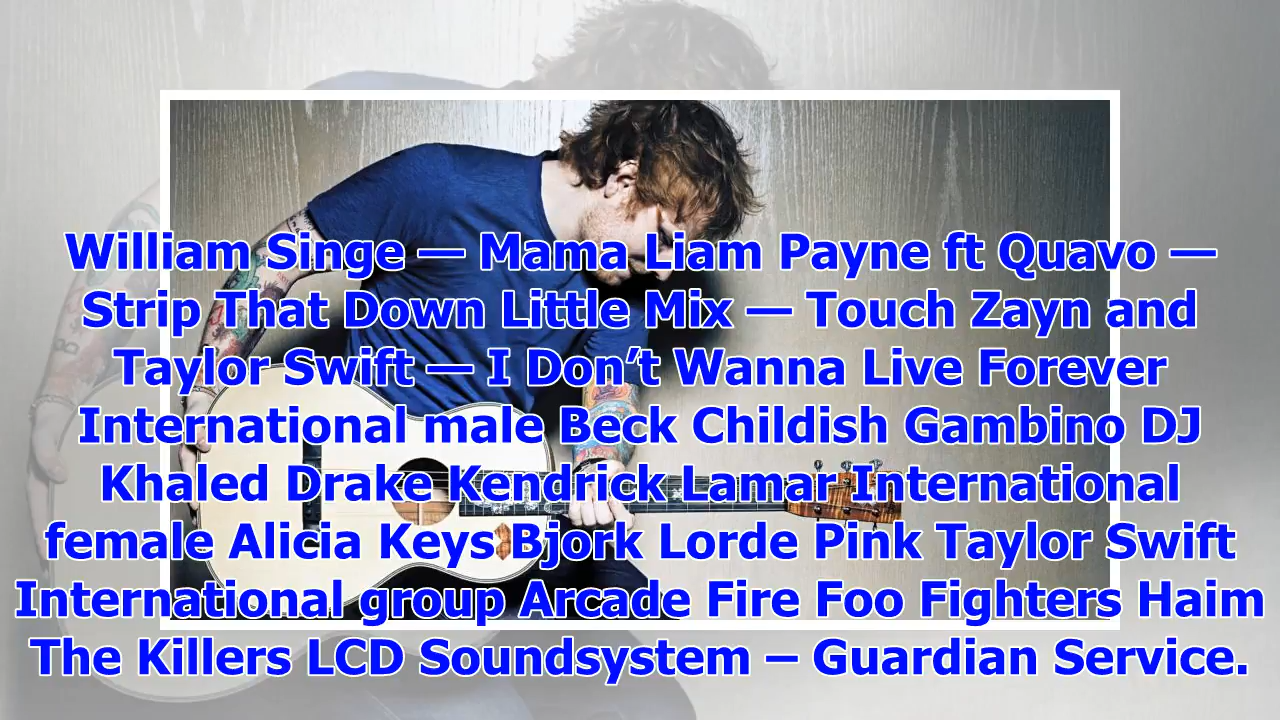 William Singe — Mama Liam Payne ft Quavo —
Strip That Down Little Mix — Touch Zayn and
Taylor Swift — I Don’t Wanna Live Forever
International male Beck Childish Gambino DJ
Khaled Drake Kendrick Lamar International
female Alicia Keys Bjork Lorde Pink Taylor Swift
International group Arcade Fire Foo Fighters Haim
The Killers LCD Soundsystem – Guardian Service.